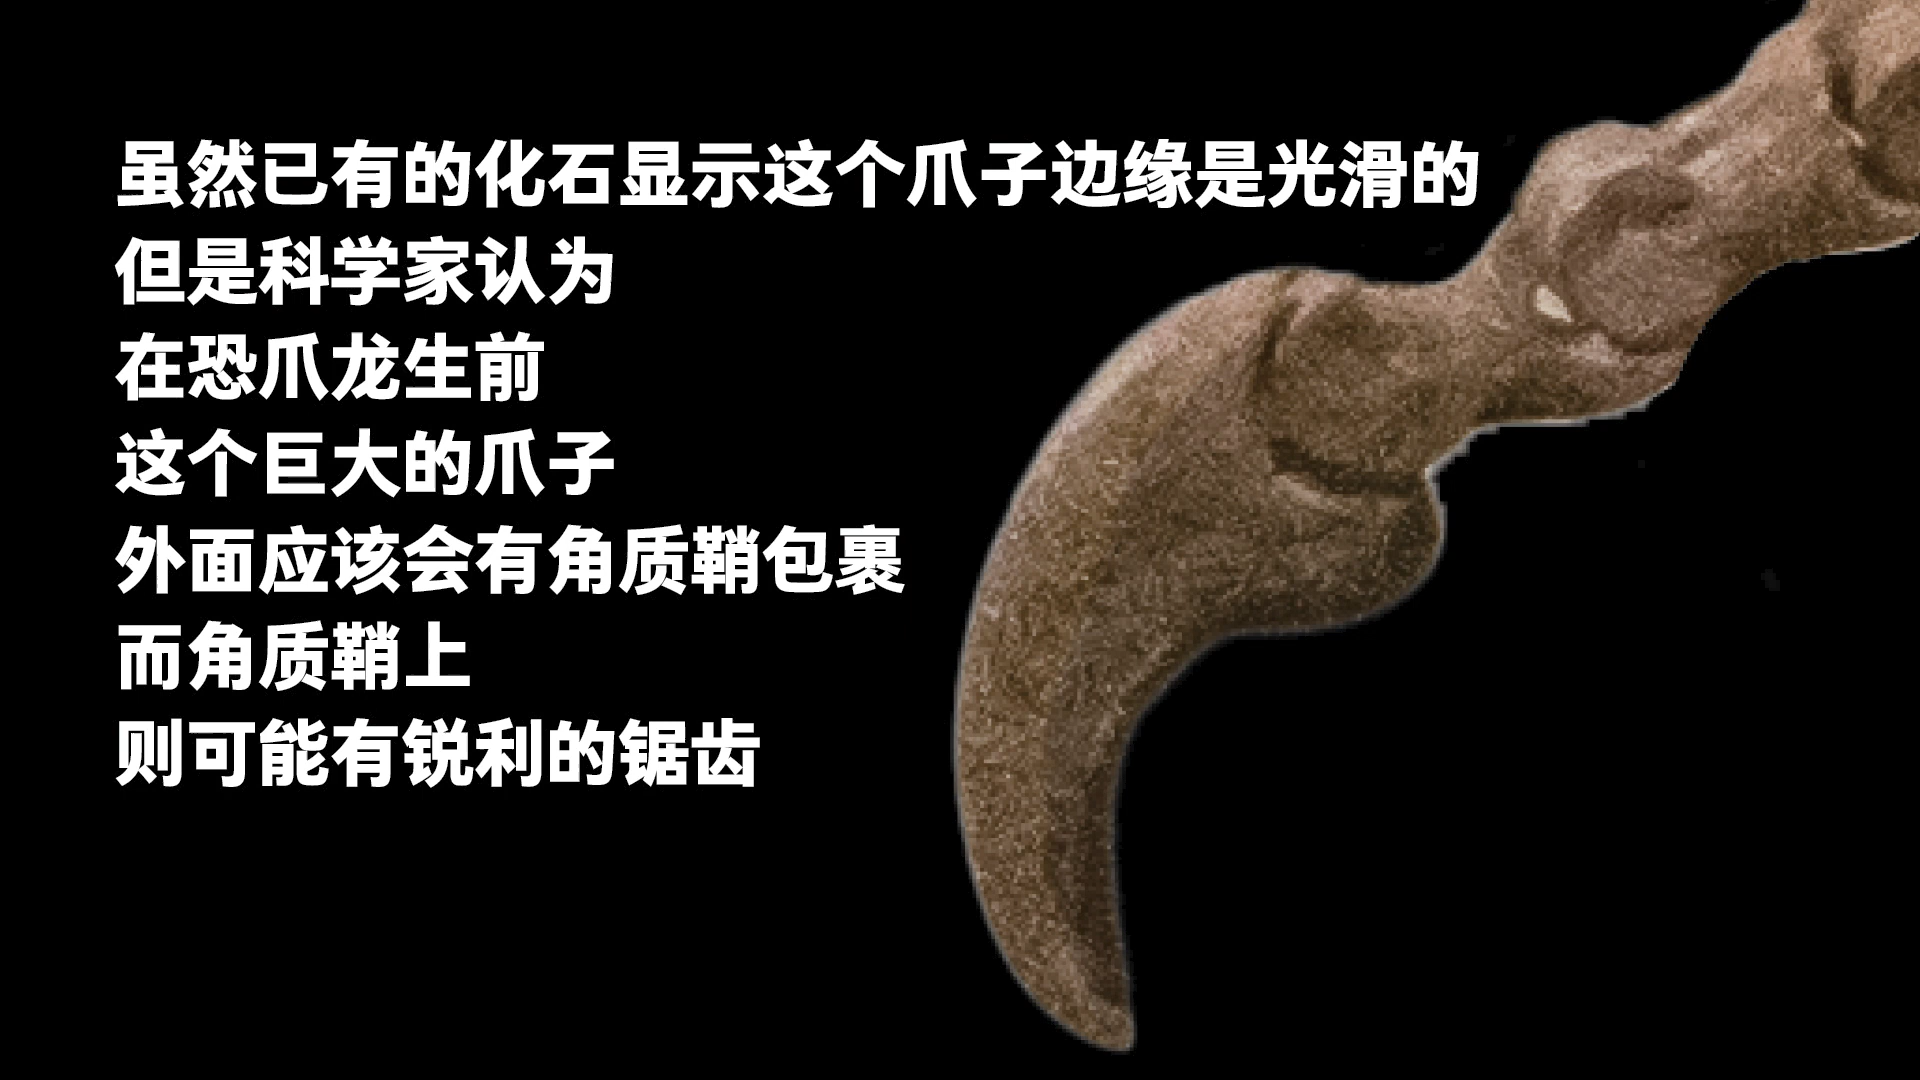 虽然已有的化石显示这个爪子边缘是光滑的
但是科学家认为
在恐爪龙生前
这个巨大的爪子
外面应该会有角质鞘包裹
而角质鞘上
则可能有锐利的锯齿